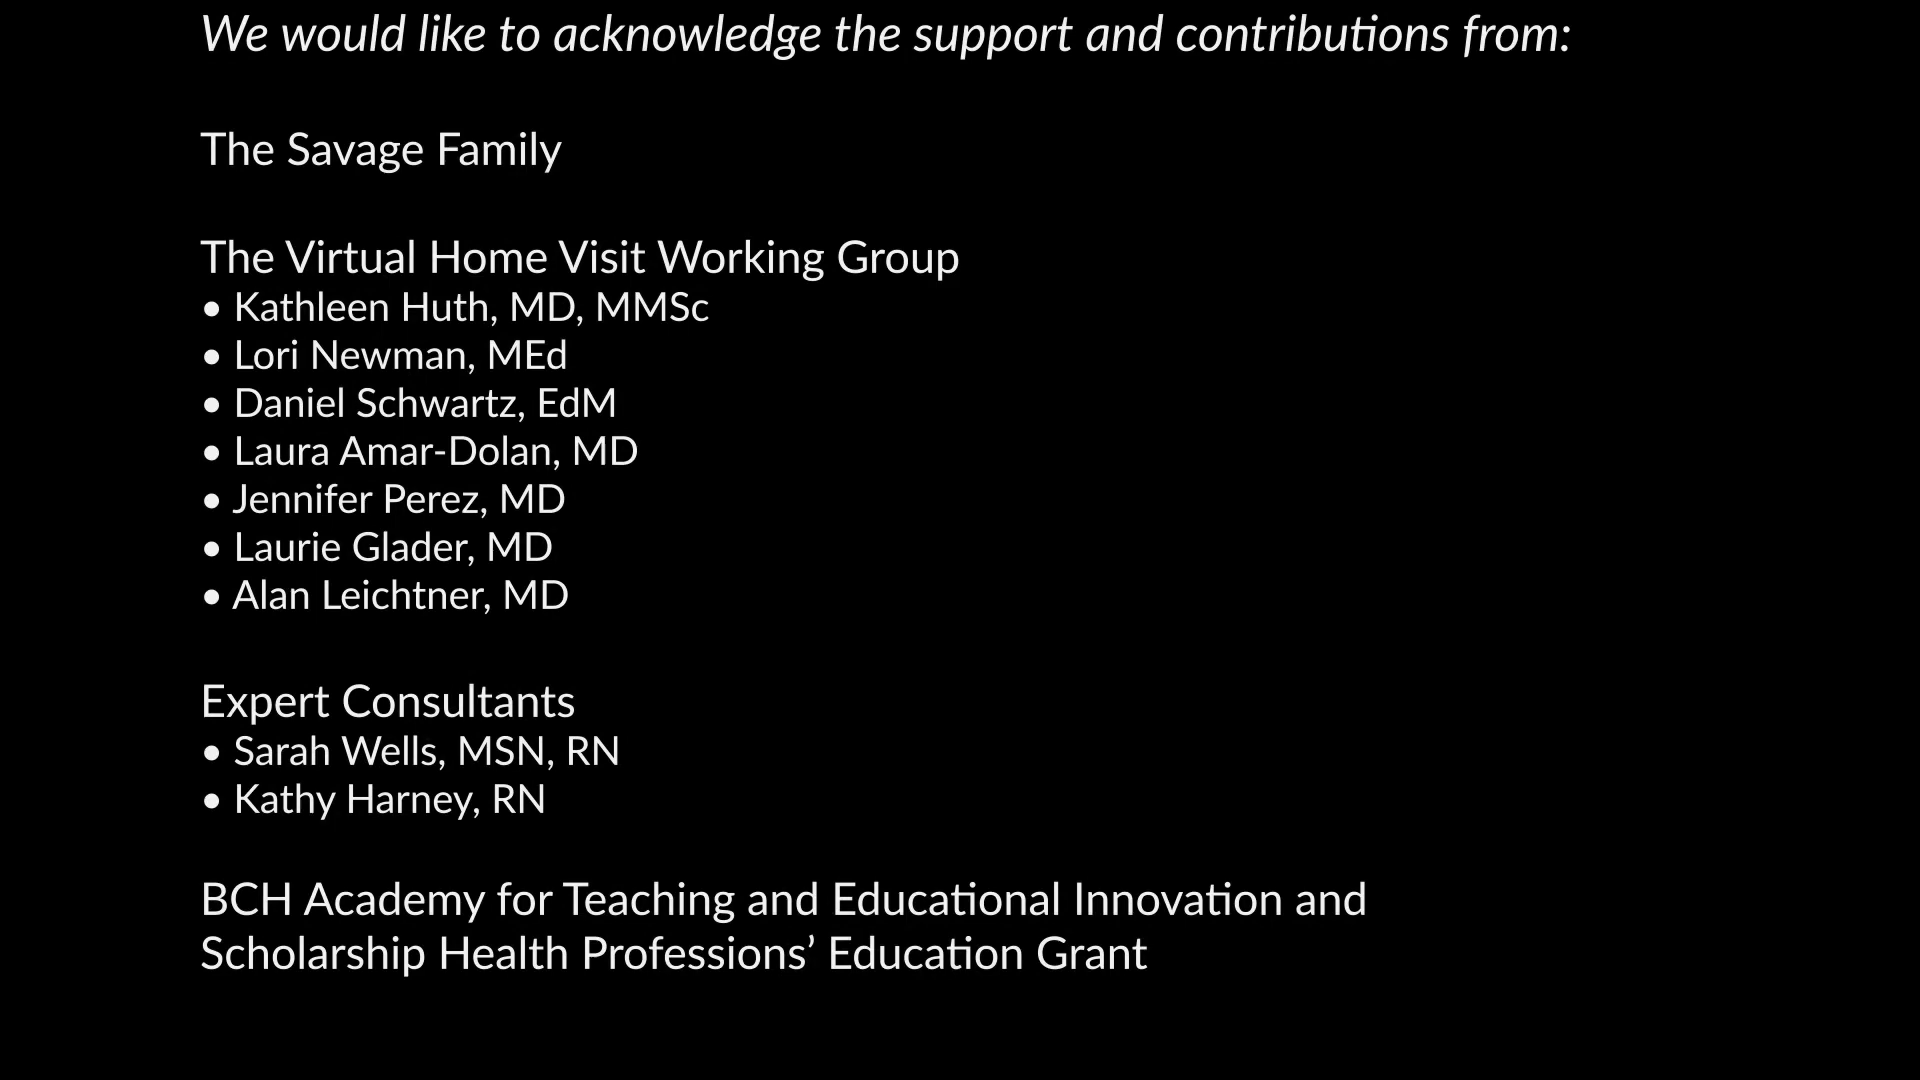 We would like to acknowledge the support and contributions from:
The Savage Family
The Virtual Home Visit Working Group
• Kathleen Huth, MD, MMSc
• Lori Newman, MEd
• Daniel Schwartz, EdM
• Laura Amar-Dolan, MD
• Jennifer Perez, MD
• Laurie Glader, MD
• Alan Leichtner, MD
Expert Consultants
• Sarah Wells, MSN, RN
• Kathy Harney, RN
BCH Academy for Teaching and Educational Innovation and
Scholarship Health Professions’ Education Grant